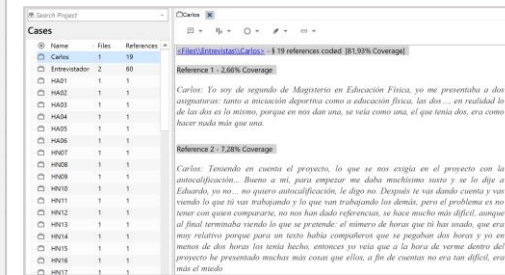 Search Project
Cases
Name Files References
Carlos 1 19
Entrevistador 2 60
HA01 1 1
HA02 1 1
HA03 1 1
HA04 1 1
HA05 1 1
HA06 1 1
HN07 1 1
HN08 1 1
HN09 1 1
HN10 1 1
HN11 1 1
HN12 1 1
HN13 1 1
HN14 1 1
HN15 1 1
HN16 1 1
HN17 1 1
Carlos
<Files\\Entrevistas\\Carlos> - § 19 references coded [81,93% Coverage]
Reference 1 - 2,66% Coverage
Carlos: Yo soy de segundo de Magisterio en Educación Física, yo me presentaba a dos
asignaturas: tanto a iniciación deportiva como a educación física, las dos…, en realidad lo
de las dos es lo mismo, porque en nos dan una, se veía como una, el que tenía dos, era como
hacer nada más que una.
Reference 2 - 7,28% Coverage
Carlos: Teniendo en cuenta el proyecto, lo que se nos exigía en el proyecto con la
autocalificación... Bueno a mí, para empezar me daba muchísimo susto y se lo dije a
Eduardo, yo no... no quiero autocalificación, le digo no. Después te vas dando cuenta y vas
viendo lo que tú vas trabajando y lo que van trabajando los demás, pero el problema es no
tener con quien compararte, no nos han dado referencias, se hace mucho más difícil, aunque
al final terminaba viendo lo que se pretende: el número de horas que tú has usado, que era
muy relativo porque para un texto había compañeros que se pegaban dos horas y yo en
menos de dos horas los tenía hecho, entonces yo veía que a la hora de verme dentro del
proyecto he presentado muchas más cosas que ellos, a fin de cuentas no era tan difícil, era
más el miedo